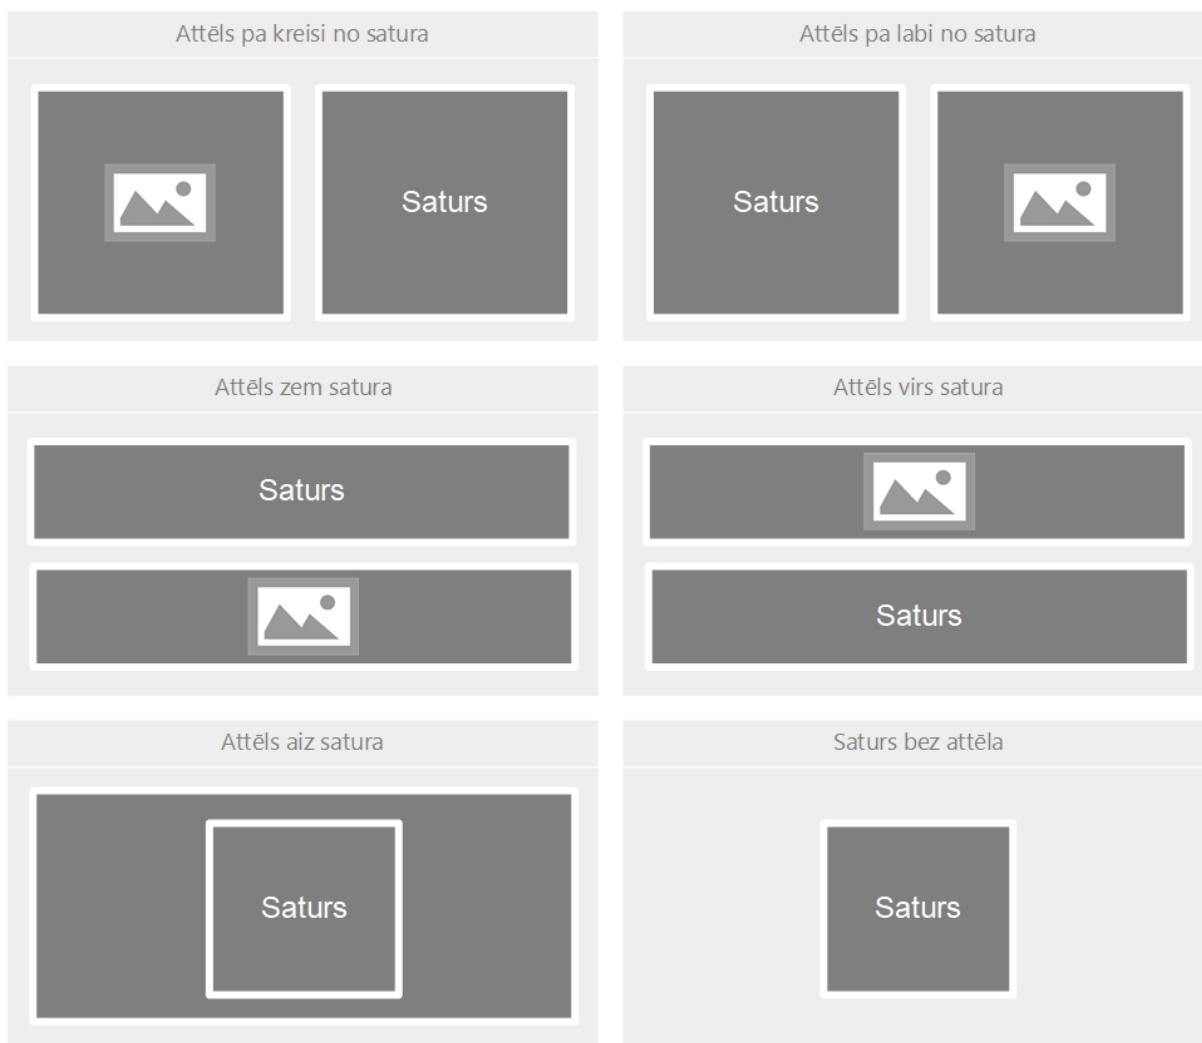 Attēls pa kreisi no satura
Saturs
Attēls pa labi no satura
Saturs
Attēls zem satura
Saturs
Attēls virs satura
Saturs
Attēls aiz satura
Saturs
Saturs bez attēla
Saturs